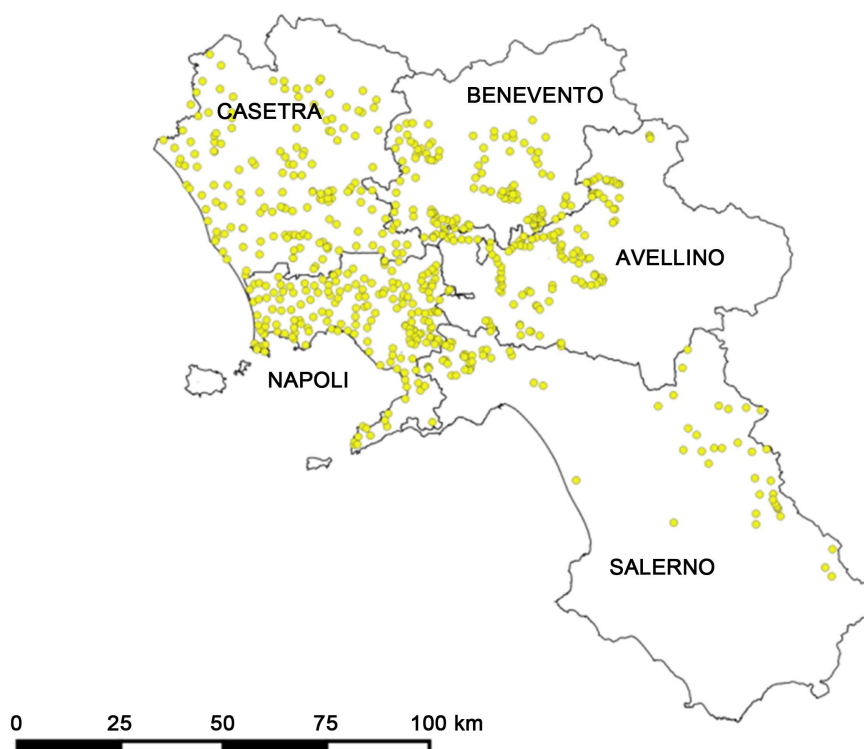 BENEVENTO
CASETRA
AVELLINO
NAPOLI
SALERNO
0 25 50 75 100 km